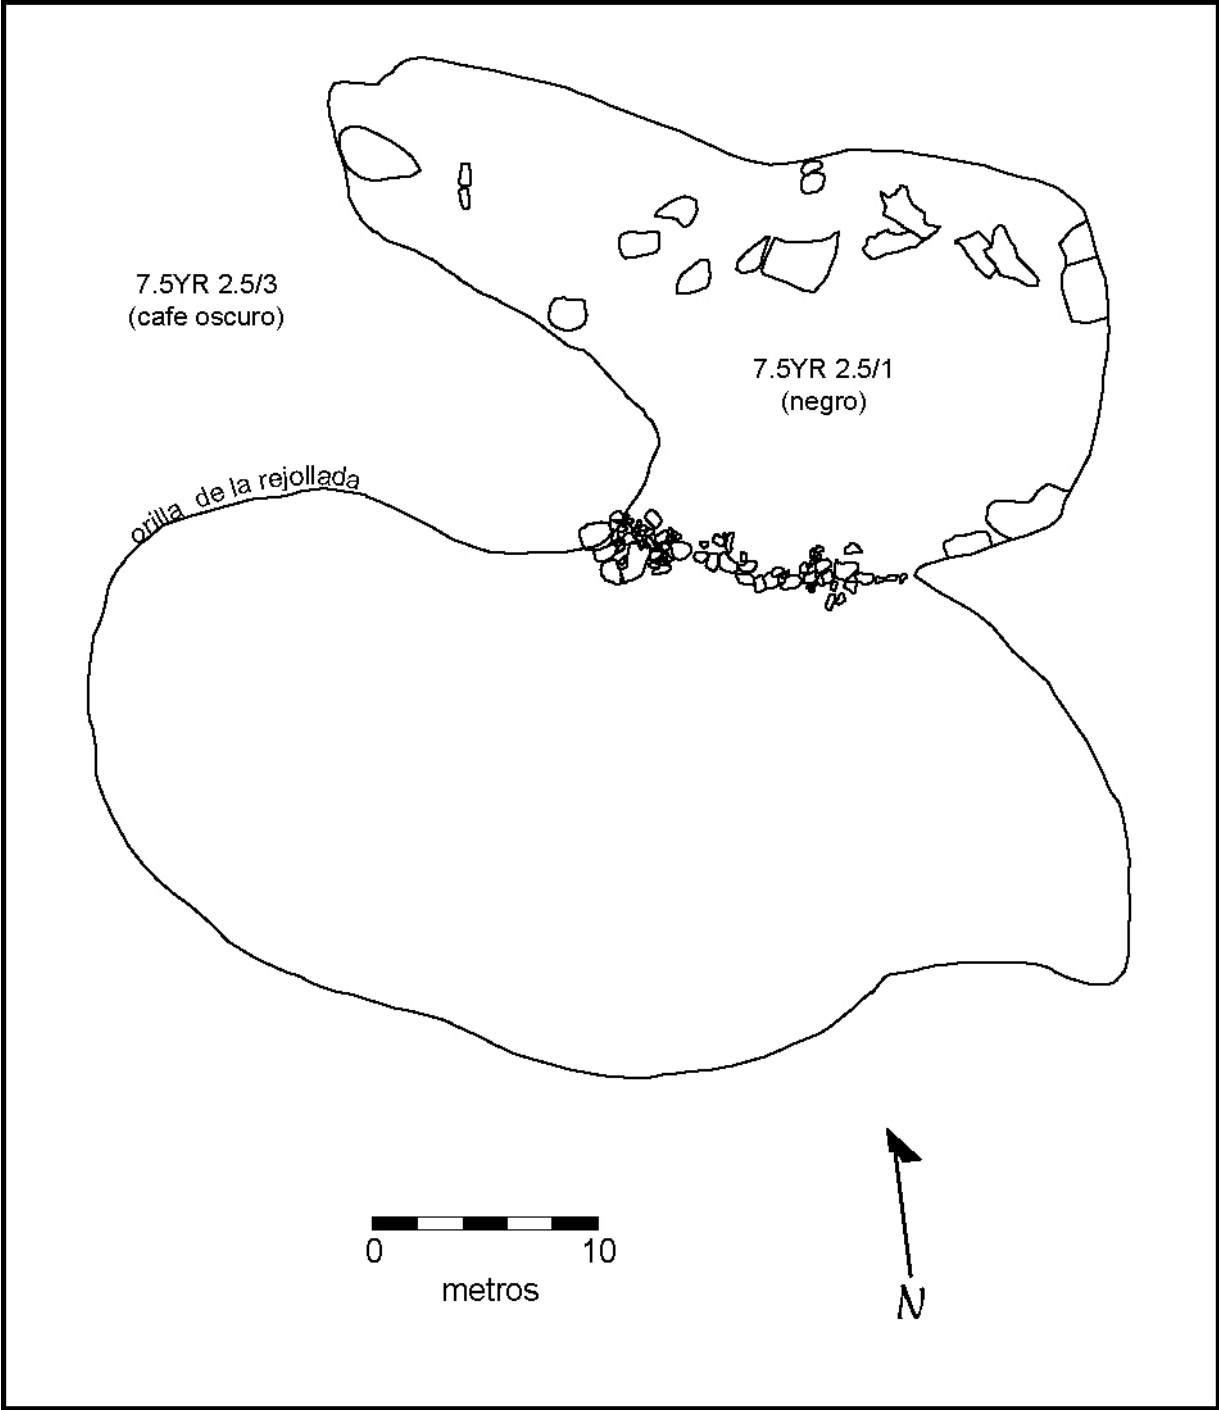 7.5YR 2.5/3
(cafe oscuro)
7.5YR 2.5/1
(negro)
orilla de la rejollada
0 10
metros
N